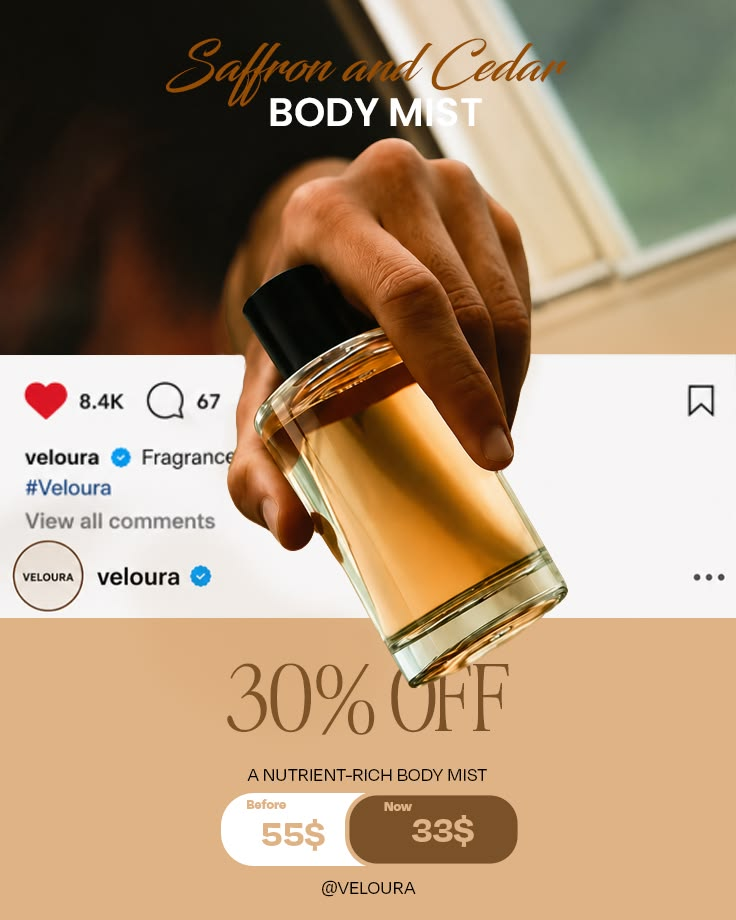 Saffron and Cedar
BODY MIST
8.4K 67
veloura Fragrance
#Veloura
View all comments
VELOURA veloura
30% OFF
A NUTRIENT-RICH BODY MIST
Before Now
55$ 33$
@VELOURA